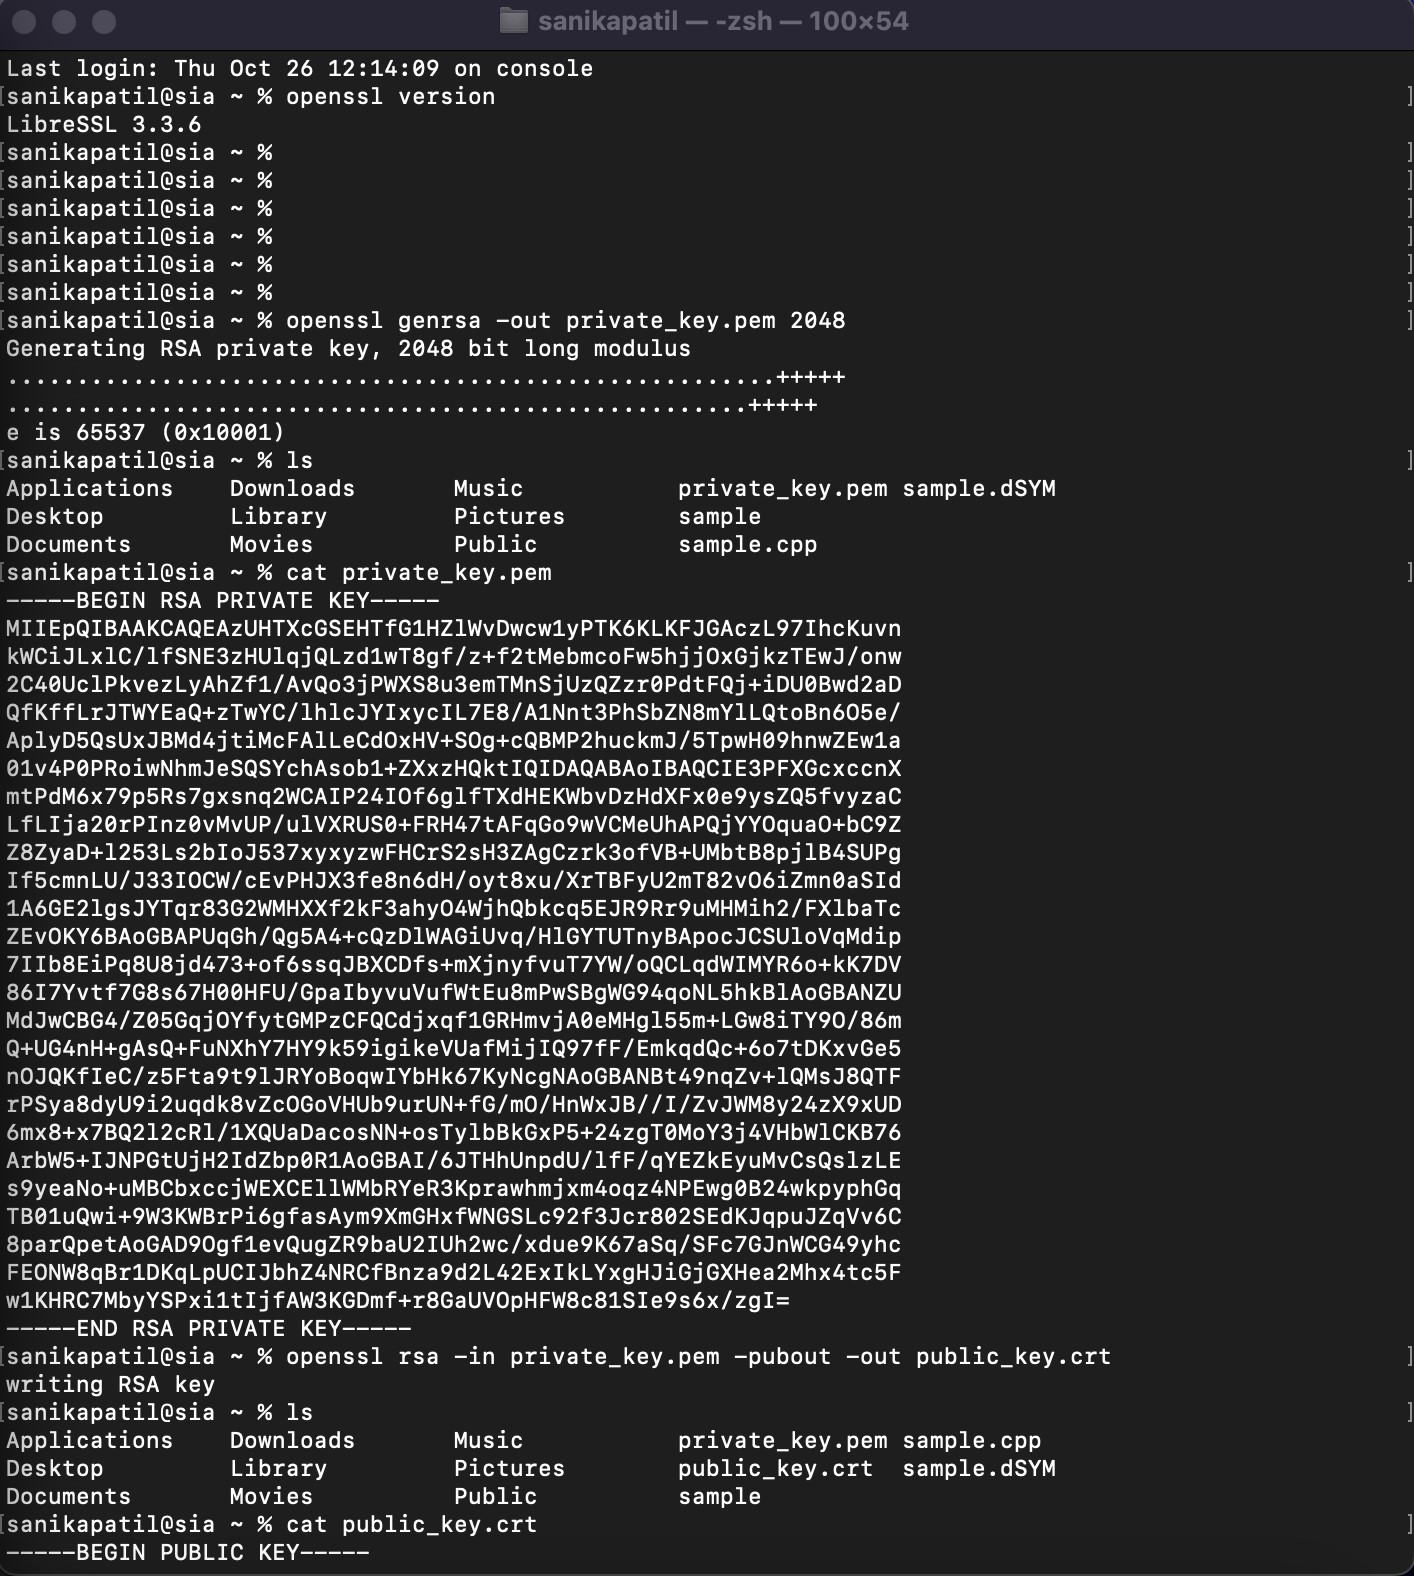 sanikapatil — -zsh — 100×54
Last login: Thu Oct 26 12:14:09 on console
[sanikapatil@sia ~ % openssl version ]
LibreSSL 3.3.6
[sanikapatil@sia ~ % ]
[sanikapatil@sia ~ % ]
[sanikapatil@sia ~ % ]
[sanikapatil@sia ~ % ]
[sanikapatil@sia ~ % ]
[sanikapatil@sia ~ % ]
[sanikapatil@sia ~ % openssl genrsa -out private_key.pem 2048 ]
Generating RSA private key, 2048 bit long modulus
.......................................................+++++
.....................................................+++++
e is 65537 (0x10001)
[sanikapatil@sia ~ % ls ]
Applications Downloads Music private_key.pem sample.dSYM
Desktop Library Pictures sample
Documents Movies Public sample.cpp
[sanikapatil@sia ~ % cat private_key.pem ]
-----BEGIN RSA PRIVATE KEY-----
MIIEpQIBAAKCAQEAzUHTXcGSEHTfG1HZlWvDwcw1yPTK6KLKFJGAczL97IhcKuvn
kWCiJLxlC/lfSNE3zHUlqjQLzd1wT8gf/z+f2tMebmcoFw5hjjOxGjkzTEwJ/onw
2C40UclPkvezLyAhZf1/AvQo3jPWXS8u3emTMnSjUzQZzr0PdtFQj+iDU0Bwd2aD
QfKffLrJTWYEaQ+zTwYC/lhlcJYIxycIL7E8/A1Nnt3PhSbZN8mYlLQtoBn6O5e/
AplyD5QsUxJBMd4jtiMcFAlLeCdOxHV+SOg+cQBMP2huckmJ/5TpwH09hnwZEw1a
01v4P0PRoiwNhmJeSQSYchAsob1+ZXxzHQktIQIDAQABAoIBAQCIE3PFXGcxccnX
mtPdM6x79p5Rs7gxsnq2WCAIP24IOf6glfTXdHEKWbvDzHdXFx0e9ysZQ5fvyzaC
LfLIja20rPInz0vMvUP/ulVXRUS0+FRH47tAFqGo9wVCMeUhAPQjYYOquaO+bC9Z
Z8ZyaD+l253Ls2bIoJ537xyxyzwFHCrS2sH3ZAgCzrk3ofVB+UMbtB8pjlB4SUPg
If5cmnLU/J33IOCW/cEvPHJX3fe8n6dH/oyt8xu/XrTBFyU2mT82vO6iZmn0aSId
1A6GE2lgsJYTqr83G2WMHXXf2kF3ahyO4WjhQbkcq5EJR9Rr9uMHMih2/FXlbaTc
ZEvOKY6BAoGBAPUqGh/Qg5A4+cQzDlWAGiUvq/HlGYTUTnyBApocJCSUloVqMdip
7IIb8EiPq8U8jd473+of6ssqJBXCDfs+mXjnyfvuT7YW/oQCLqdWIMYR6o+kK7DV
86I7Yvtf7G8s67H00HFU/GpaIbyvuVufWtEu8mPwSBgWG94qoNL5hkBlAoGBANZU
MdJwCBG4/Z05GqjOYfytGMPzCFQCdjxqf1GRHmvjA0eMHgl55m+LGw8iTY9O/86m
Q+UG4nH+gAsQ+FuNXhY7HY9k59igikeVUafMijIQ97fF/EmkqdQc+6o7tDKxvGe5
nOJQKfIeC/z5Fta9t9lJRYoBoqwIYbHk67KyNcgNAoGBANBt49nqZv+lQMsJ8QTF
rPSya8dyU9i2uqdk8vZcOGoVHUb9urUN+fG/mO/HnWxJB//I/ZvJWM8y24zX9xUD
6mx8+x7BQ2l2cRl/1XQUaDacosNN+osTylbBkGxP5+24zgT0MoY3j4VHbWlCKB76
ArbW5+IJNPGtUjH2IdZbp0R1AoGBAI/6JTHhUnpdU/lfF/qYEZkEyuMvCsQslzLE
s9yeaNo+uMBCbxccjWEXCEllWMbRYeR3Kprawhmjxm4oqz4NPEwg0B24wkpyphGq
TB01uQwi+9W3KWBrPi6gfasAym9XmGHxfWNGSLc92f3Jcr802SEdKJqpuJZqVv6C
8parQpetAoGAD9Ogf1evQugZR9baU2IUh2wc/xdue9K67aSq/SFc7GJnWCG49yhc
FEONW8qBr1DKqLpUCIJbhZ4NRCfBnza9d2L42ExIkLYxgHJiGjGXHea2Mhx4tc5F
w1KHRC7MbyYSPxi1tIjfAW3KGDmf+r8GaUVOpHFW8c81SIe9s6x/zgI=
-----END RSA PRIVATE KEY-----
[sanikapatil@sia ~ % openssl rsa -in private_key.pem -pubout -out public_key.crt ]
writing RSA key
[sanikapatil@sia ~ % ls ]
Applications Downloads Music private_key.pem sample.cpp
Desktop Library Pictures public_key.crt sample.dSYM
Documents Movies Public sample
[sanikapatil@sia ~ % cat public_key.crt ]
-----BEGIN PUBLIC KEY-----